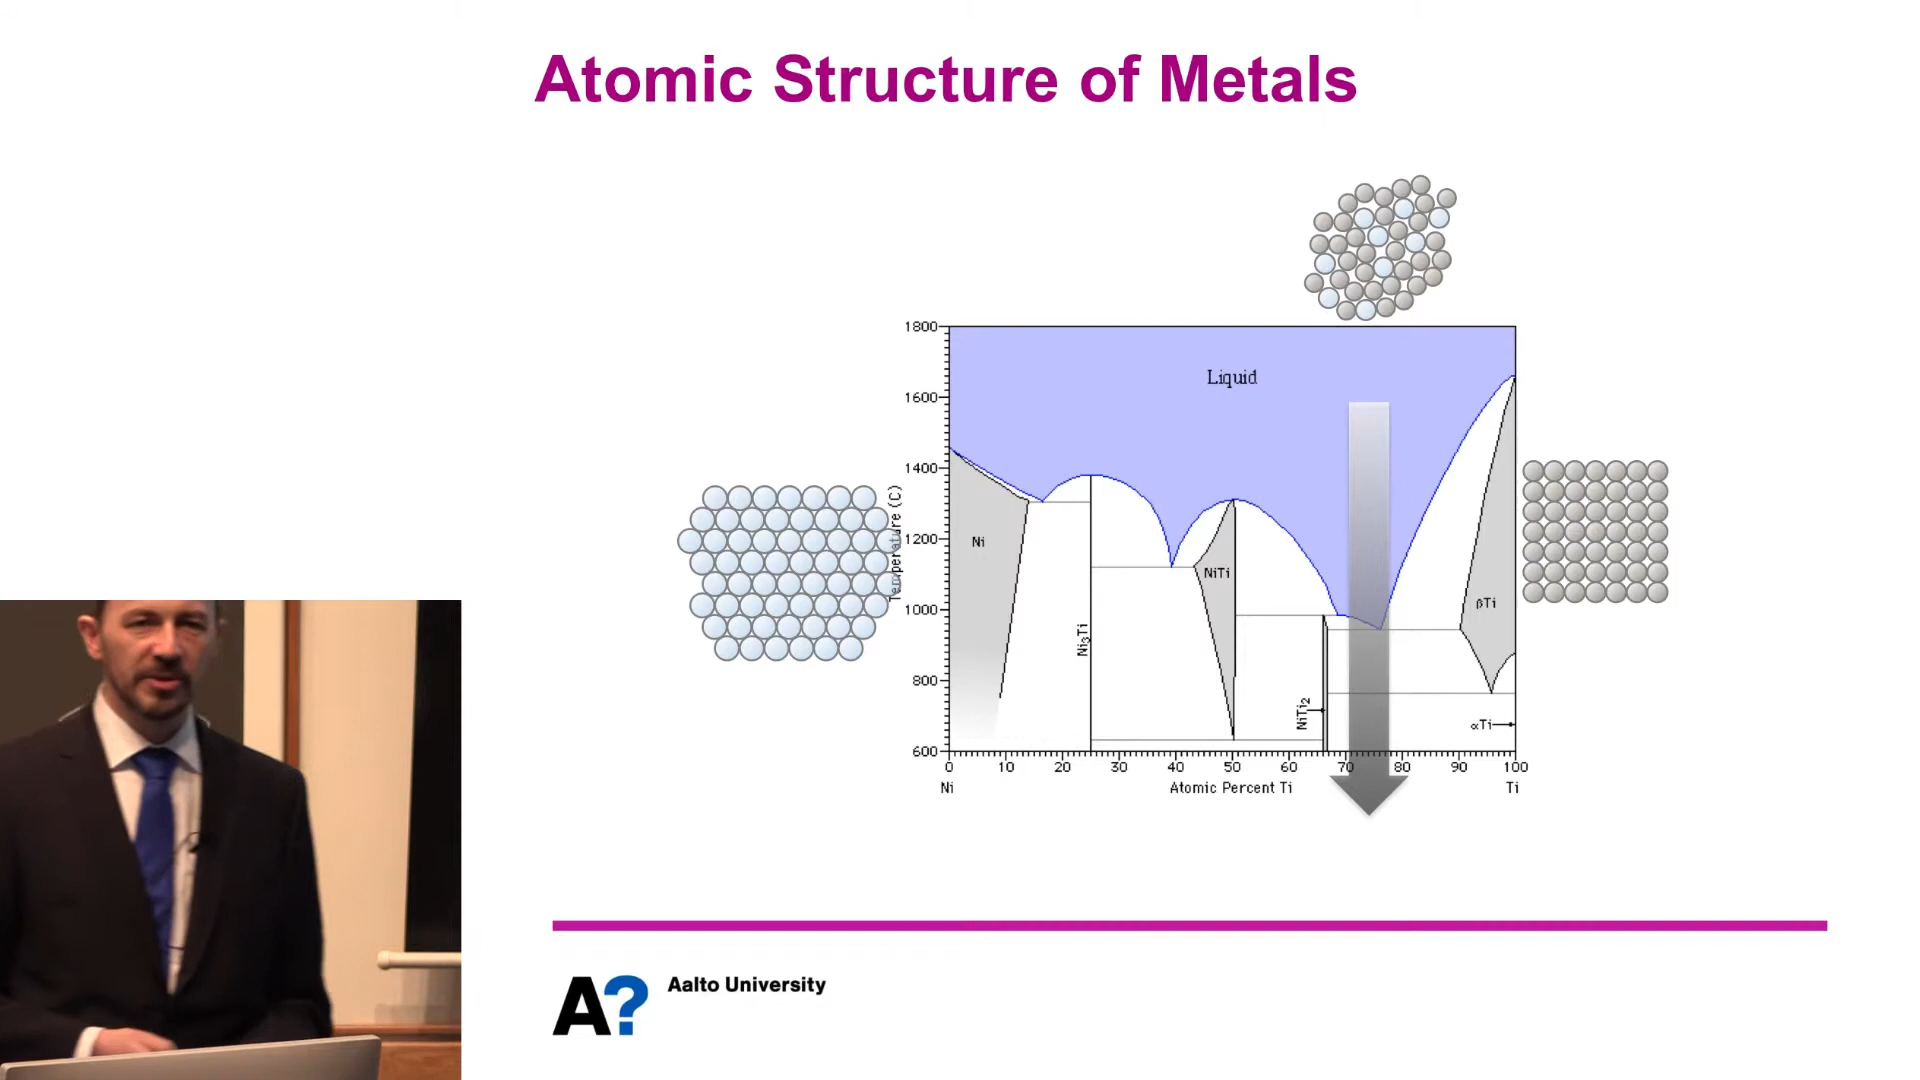 Atomic Structure of Metals
Temperature (C)
1800
1600
1400
1200
1000
800
600
Liquid
Ni
Ni₃Ti
NiTi
NiTi₂
βTi
αTi
0 10 20 30 40 50 60 70 80 90 100
Ni Atomic Percent Ti Ti
A? Aalto University